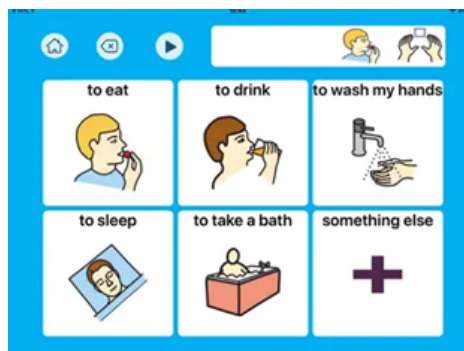 to eat
to drink
to wash my hands
to sleep
to take a bath
something else